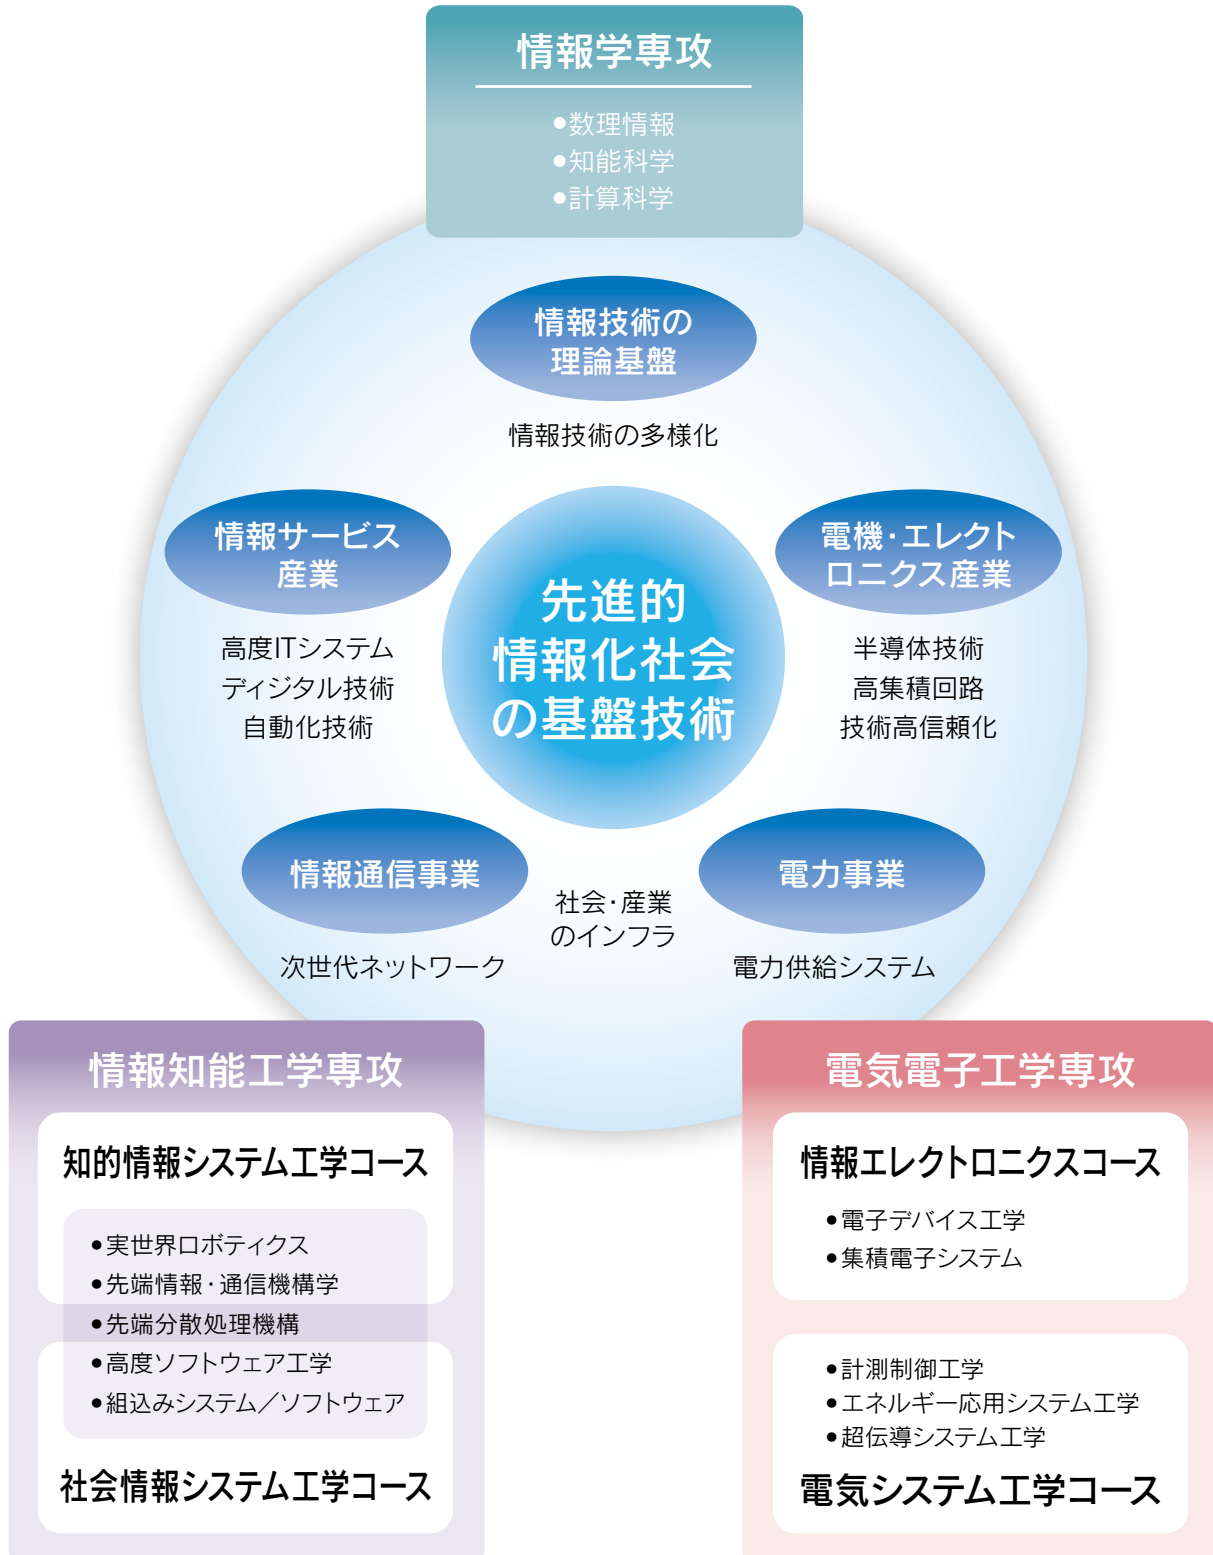 情報学専攻
●数理情報
●知能科学
●計算科学
情報技術の
理論基盤
情報技術の多様化
情報サービス
産業
高度ITシステム
ディジタル技術
自動化技術
先進的
情報化社会
の基盤技術
電機・エレクト
ロニクス産業
半導体技術
高集積回路
技術高信頼化
情報通信事業
次世代ネットワーク
社会・産業
のインフラ
電力事業
電力供給システム
情報知能工学専攻
知的情報システム工学コース
●実世界ロボティクス
●先端情報・通信機構学
●先端分散処理機構
●高度ソフトウェア工学
●組込みシステム／ソフトウェア
社会情報システム工学コース
電気電子工学専攻
情報エレクトロニクスコース
●電子デバイス工学
●集積電子システム
●計測制御工学
●エネルギー応用システム工学
●超伝導システム工学
電気システム工学コース